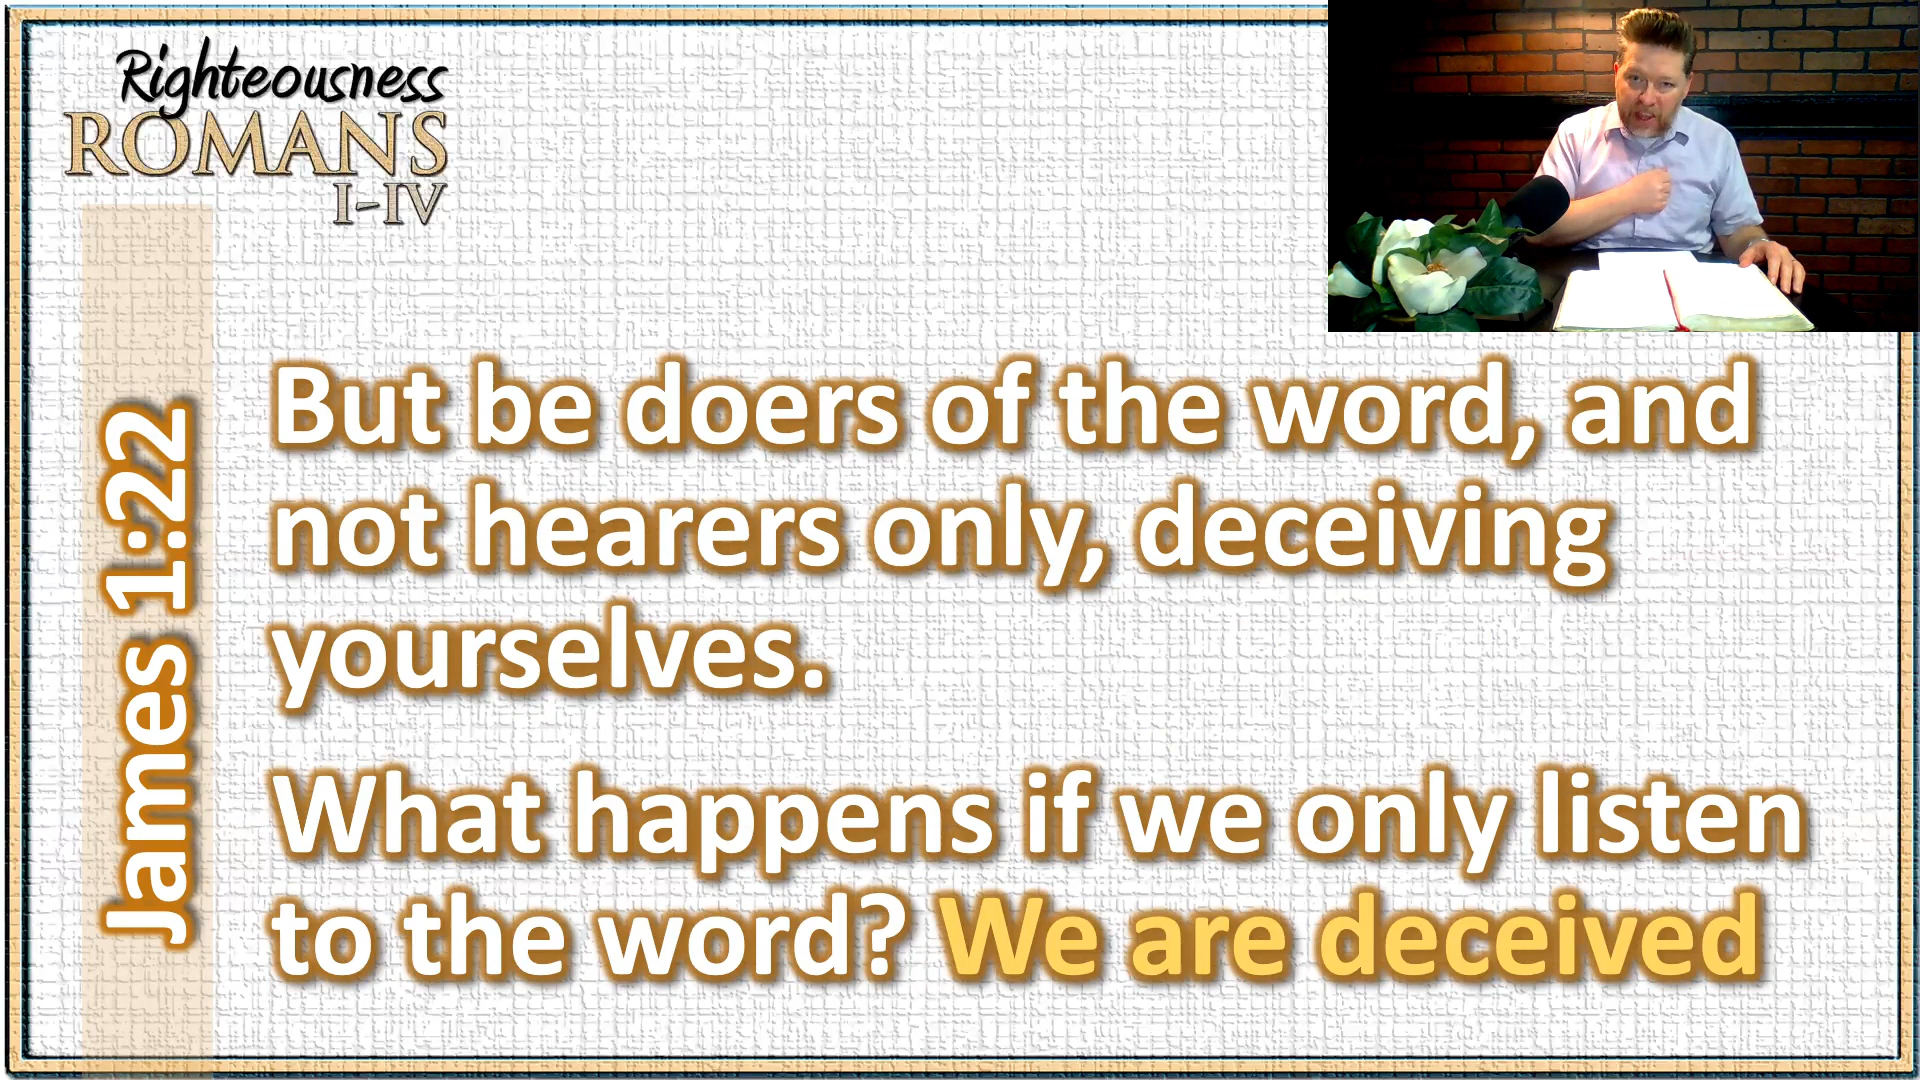 Righteousness
ROMANS
I-IV
James 1:22
But be doers of the word, and
not hearers only, deceiving
yourselves.
What happens if we only listen
to the word? We are deceived